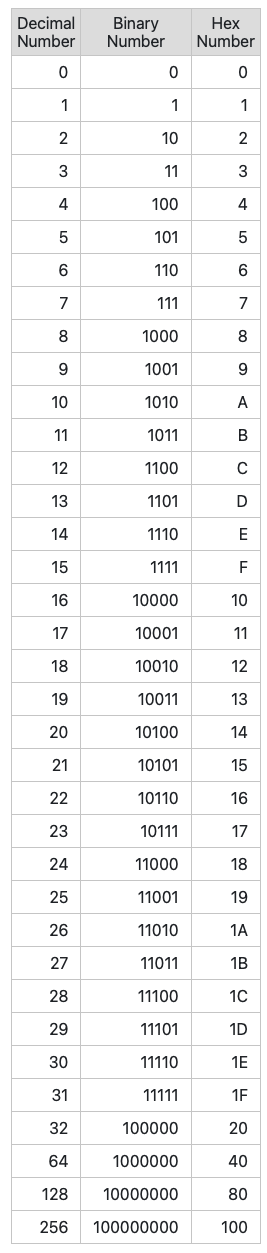 Decimal Number Binary Number Hex Number
0 0 0
1 1 1
2 10 2
3 11 3
4 100 4
5 101 5
6 110 6
7 111 7
8 1000 8
9 1001 9
10 1010 A
11 1011 B
12 1100 C
13 1101 D
14 1110 E
15 1111 F
16 10000 10
17 10001 11
18 10010 12
19 10011 13
20 10100 14
21 10101 15
22 10110 16
23 10111 17
24 11000 18
25 11001 19
26 11010 1A
27 11011 1B
28 11100 1C
29 11101 1D
30 11110 1E
31 11111 1F
32 100000 20
64 1000000 40
128 10000000 80
256 100000000 100